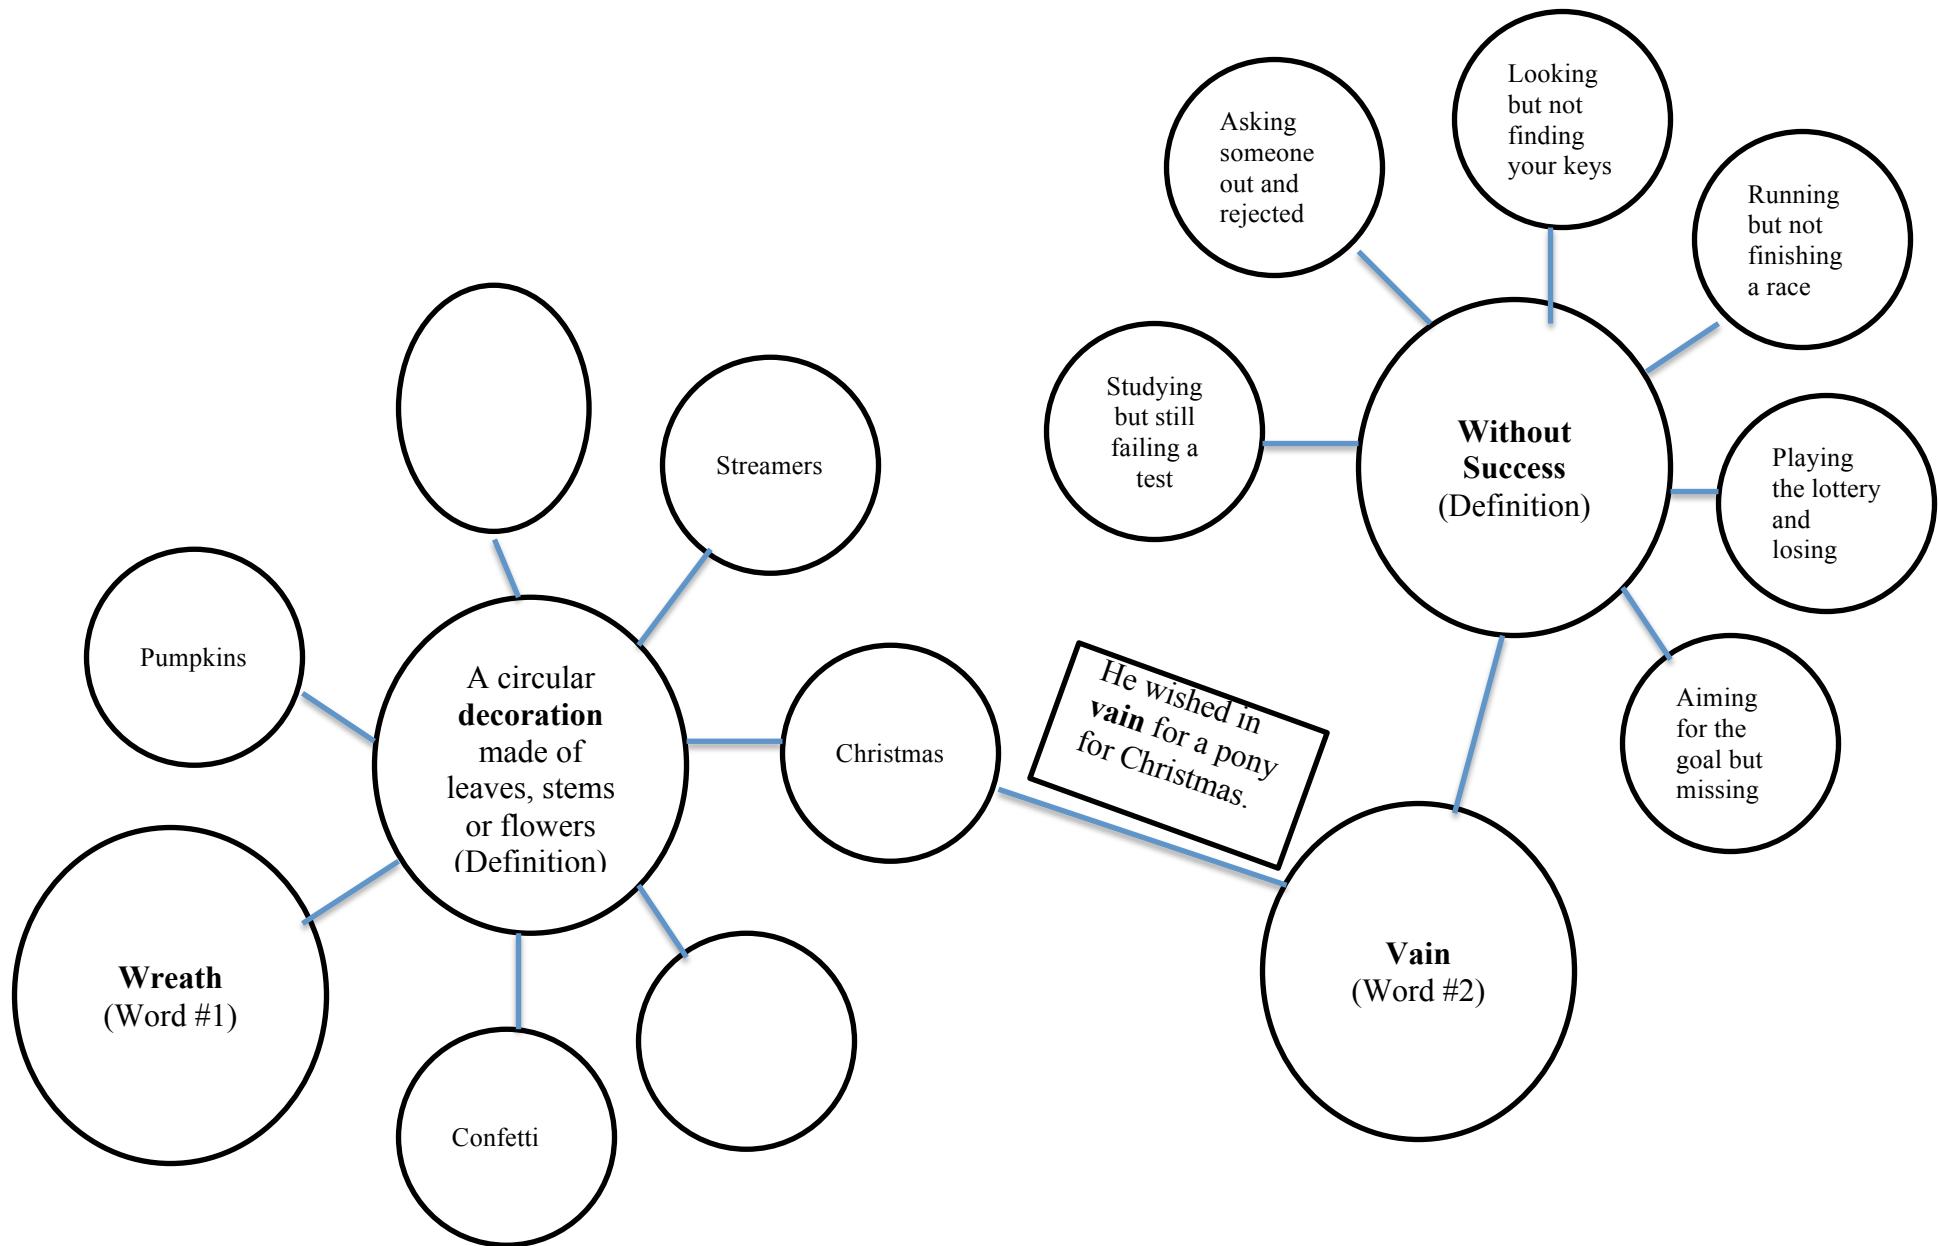 Looking
but not
finding
your keys
Asking
someone
out and
rejected
Running
but not
finishing
a race
Studying
but still
failing a
test
Without
Success
(Definition)
Playing
the lottery
and
losing
Aiming
for the
goal but
missing
Streamers
Pumpkins
A circular
decoration
made of
leaves, stems
or flowers
(Definition)
Christmas
He wished in
vain for a pony
for Christmas.
Wreath
(Word #1)
Vain
(Word #2)
Confetti